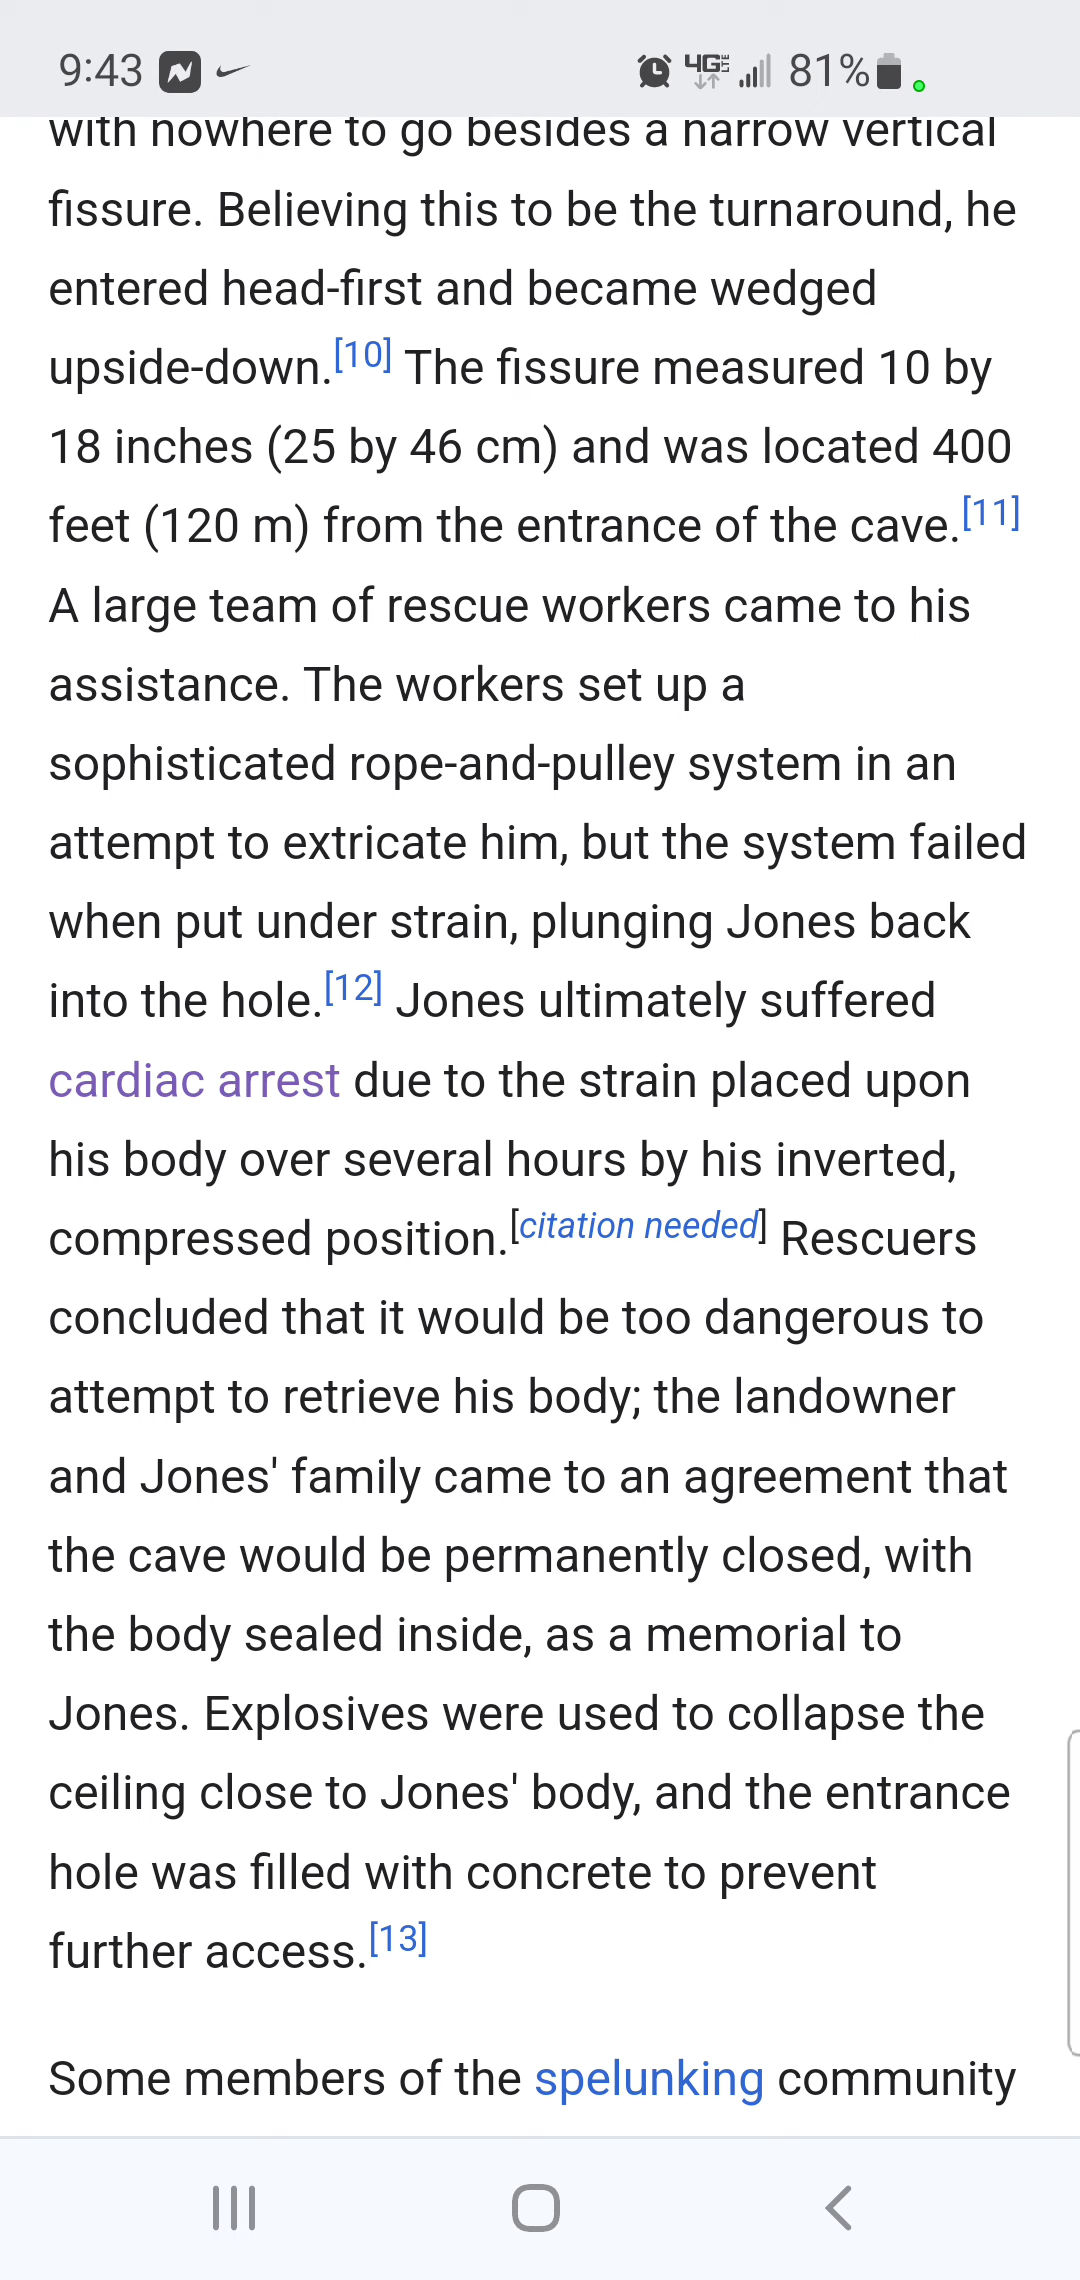 9:43 4G LTE 81%
with nowhere to go besides a narrow vertical
fissure. Believing this to be the turnaround, he
entered head-first and became wedged
upside-down.[10] The fissure measured 10 by
18 inches (25 by 46 cm) and was located 400
feet (120 m) from the entrance of the cave.[11]
A large team of rescue workers came to his
assistance. The workers set up a
sophisticated rope-and-pulley system in an
attempt to extricate him, but the system failed
when put under strain, plunging Jones back
into the hole.[12] Jones ultimately suffered
cardiac arrest due to the strain placed upon
his body over several hours by his inverted,
compressed position.[citation needed] Rescuers
concluded that it would be too dangerous to
attempt to retrieve his body; the landowner
and Jones' family came to an agreement that
the cave would be permanently closed, with
the body sealed inside, as a memorial to
Jones. Explosives were used to collapse the
ceiling close to Jones' body, and the entrance
hole was filled with concrete to prevent
further access.[13]
Some members of the spelunking community